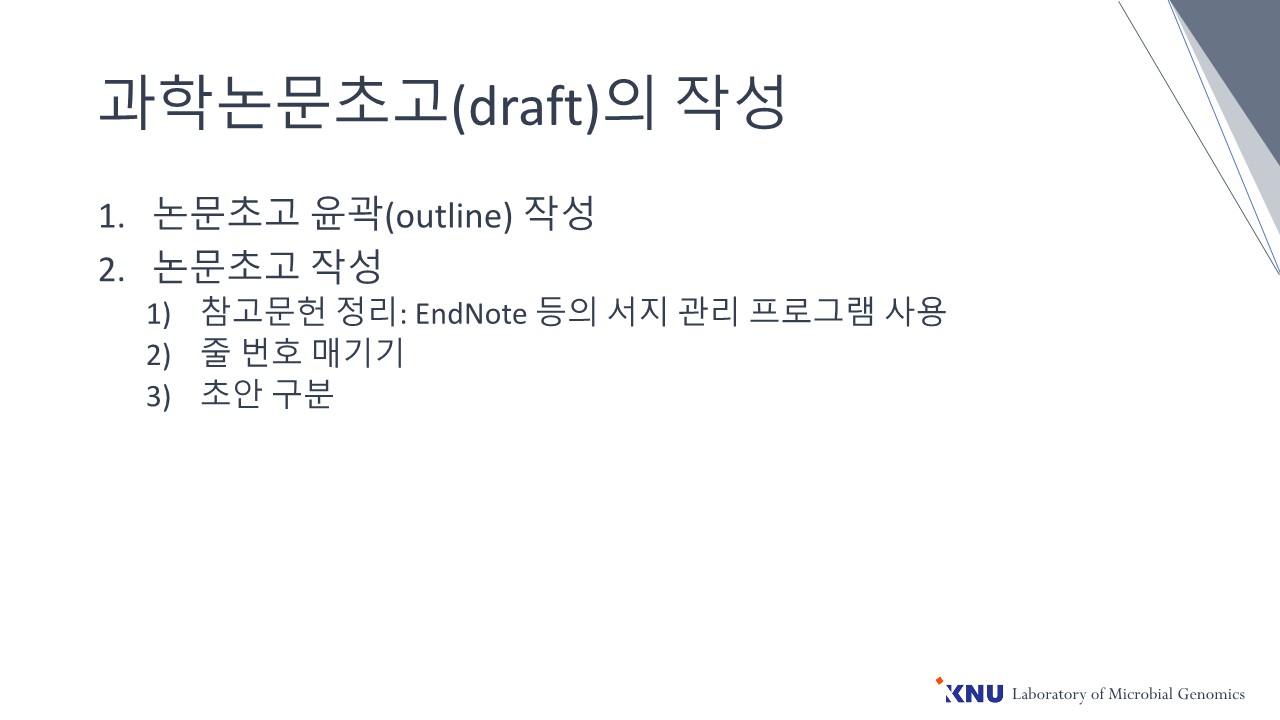 과학논문초고(draft)의 작성
1. 논문초고 윤곽(outline) 작성
2. 논문초고 작성
1) 참고문헌 정리: EndNote 등의 서지 관리 프로그램 사용
2) 줄 번호 매기기
3) 초안 구분
KNU Laboratory of Microbial Genomics